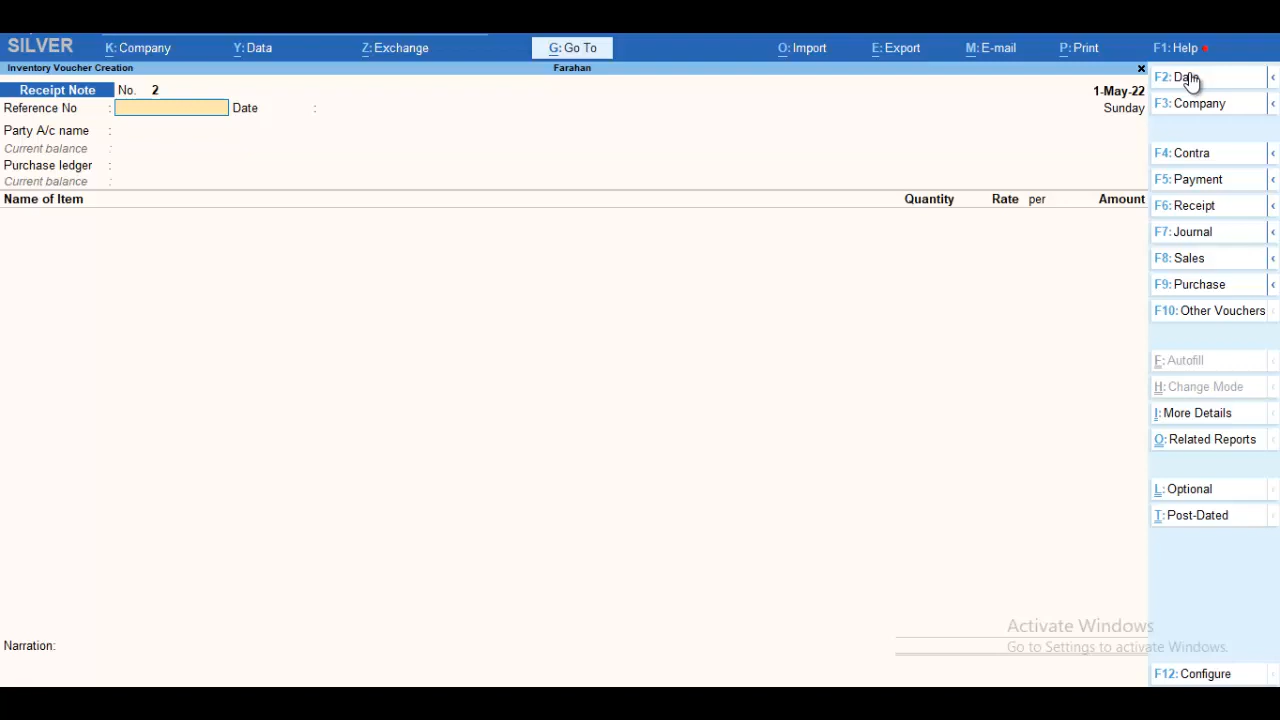 SILVER K: Company Y: Data Z: Exchange G: Go To O: Import E: Export M: E-mail P: Print F1: Help
Inventory Voucher Creation Farahan
Receipt Note No. 2 1-May-22
Reference No : Date : Sunday
Party A/c name :
Current balance :
Purchase ledger :
Current balance :
Name of Item Quantity Rate per Amount
Narration:
F2: Date
F3: Company
F4: Contra
F5: Payment
F6: Receipt
F7: Journal
F8: Sales
F9: Purchase
F10: Other Vouchers
F: Autofill
H: Change Mode
I: More Details
O: Related Reports
L: Optional
T: Post-Dated
Activate Windows
Go to Settings to activate Windows.
F12: Configure